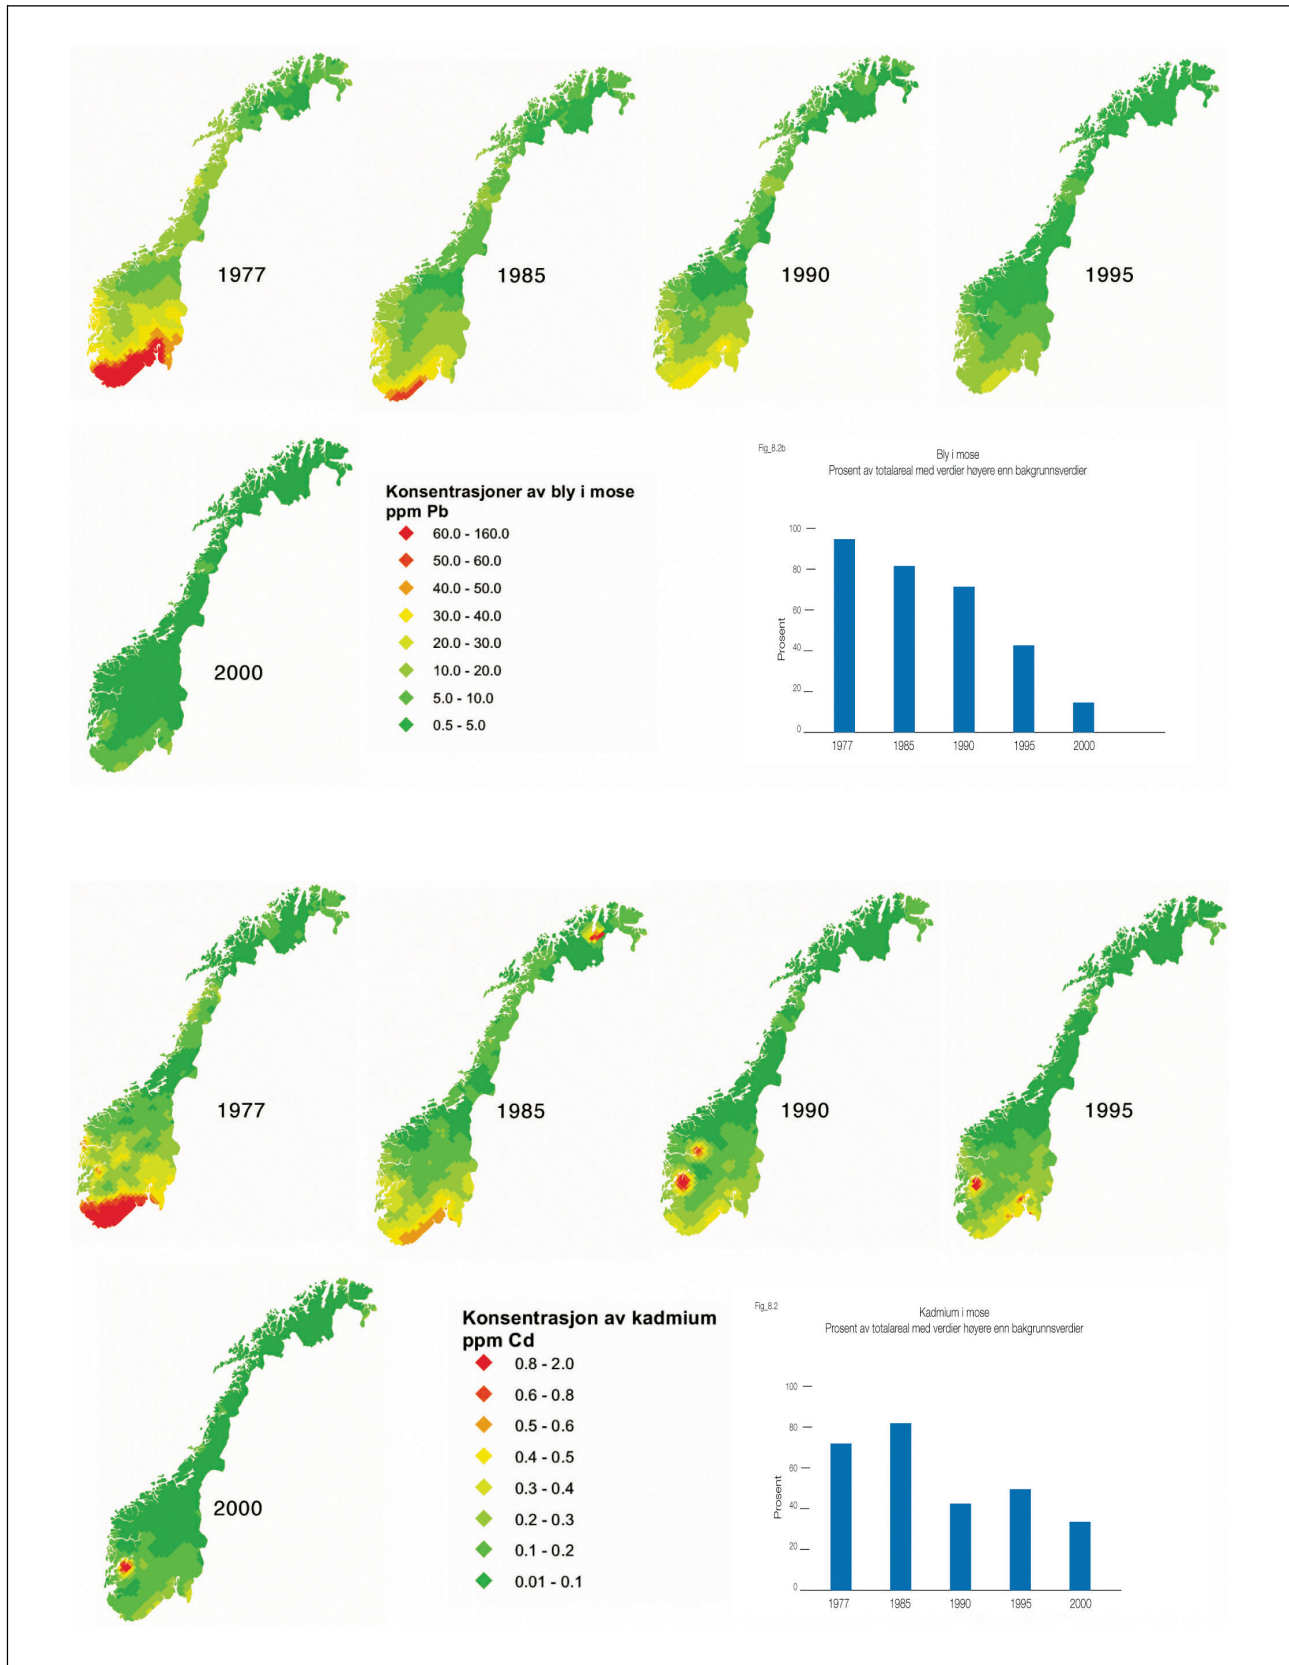 1977
1985
1990
1995
2000
Konsentrasjoner av bly i mose
ppm Pb
60.0 - 160.0
50.0 - 60.0
40.0 - 50.0
30.0 - 40.0
20.0 - 30.0
10.0 - 20.0
5.0 - 10.0
0.5 - 5.0
Fig_8.2b
Bly i mose
Prosent av totalareal med verdier høyere enn bakgrunnsverdier
Prosent
100
80
60
40
20
0
1977 1985 1990 1995 2000
1977
1985
1990
1995
2000
Konsentrasjon av kadmium
ppm Cd
0.8 - 2.0
0.6 - 0.8
0.5 - 0.6
0.4 - 0.5
0.3 - 0.4
0.2 - 0.3
0.1 - 0.2
0.01 - 0.1
Fig_8.2
Kadmium i mose
Prosent av totalareal med verdier høyere enn bakgrunnsverdier
Prosent
100
80
60
40
20
0
1977 1985 1990 1995 2000